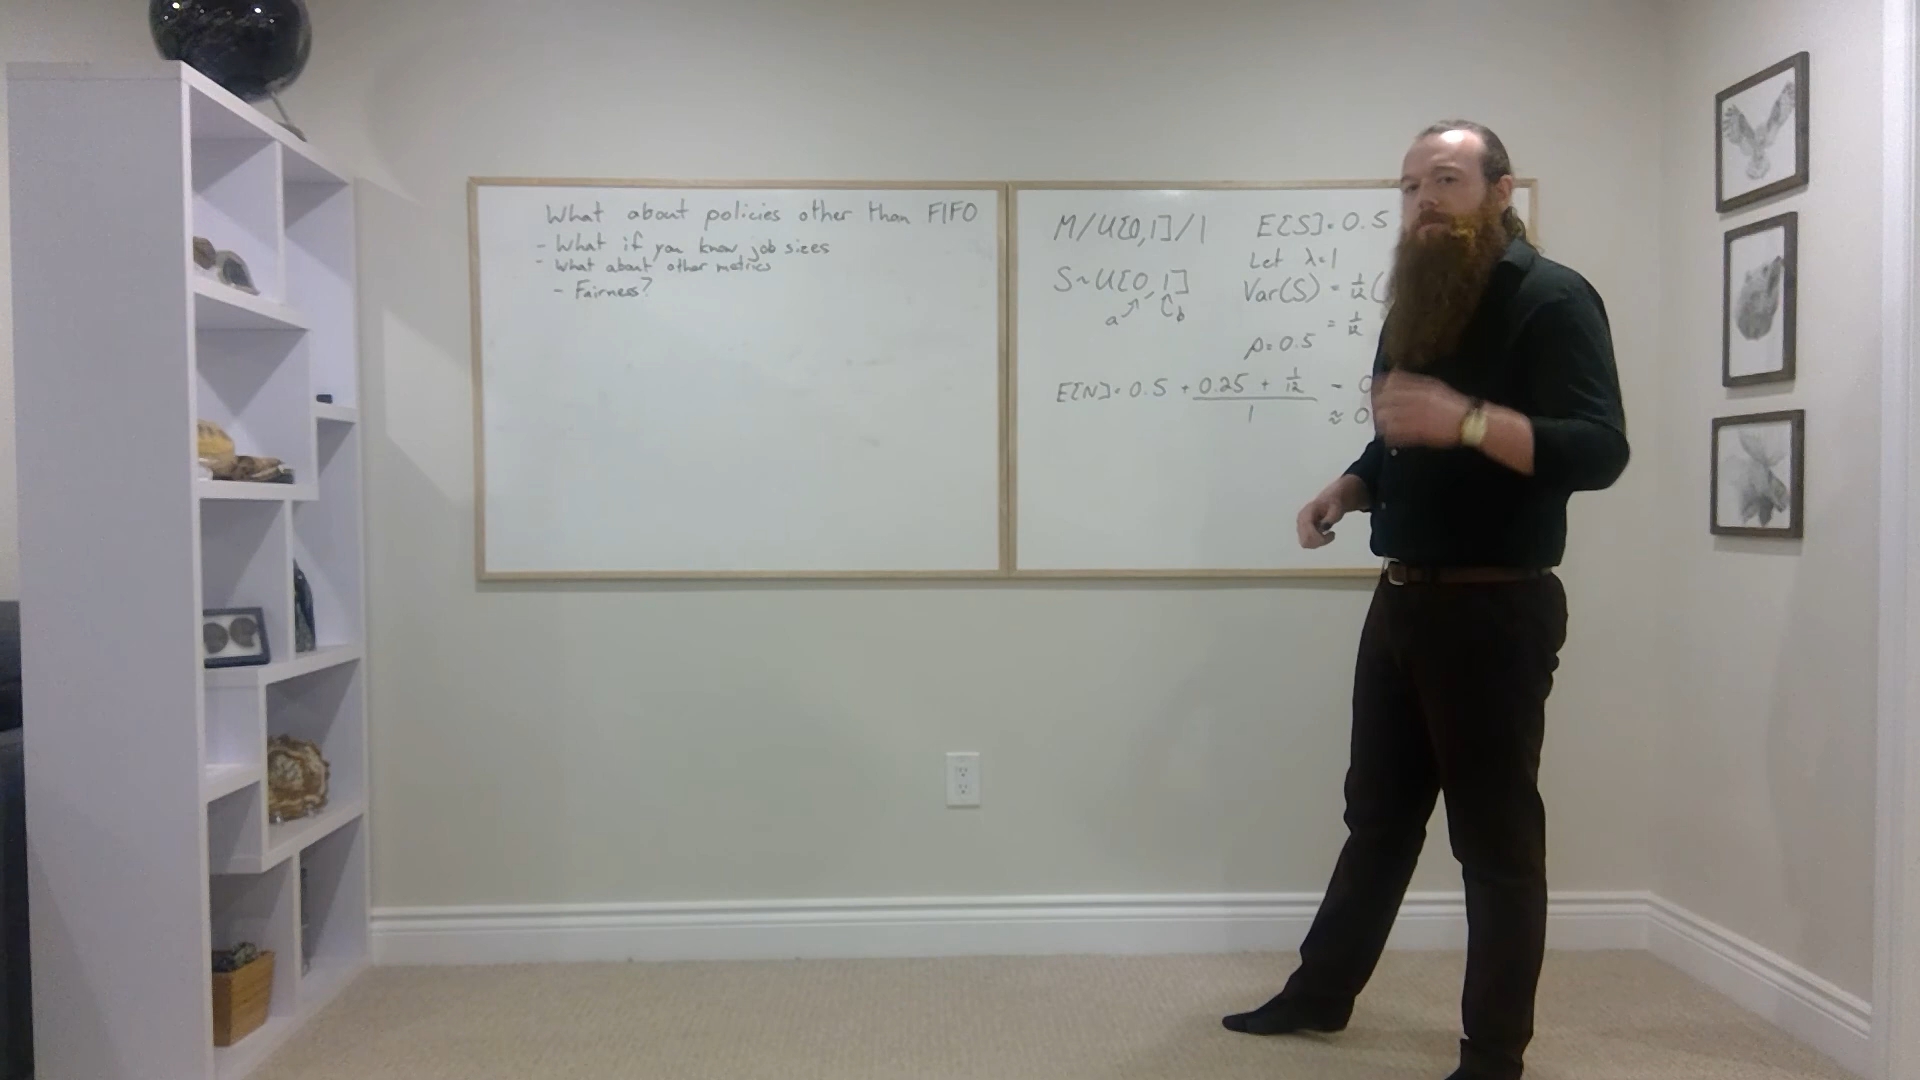 What about policies other than FIFO
- What if you know job sizes
- What about other metrics
- Fairness?
M/U[0,1]/1
S~U[0,1]
a b
E[S]=0.5
Let λ=1
Var(S) = 1/12 (
= 1/12
ρ=0.5
E[N]= 0.5 + (0.25 + 1/12)/1 - 0
≈ 0